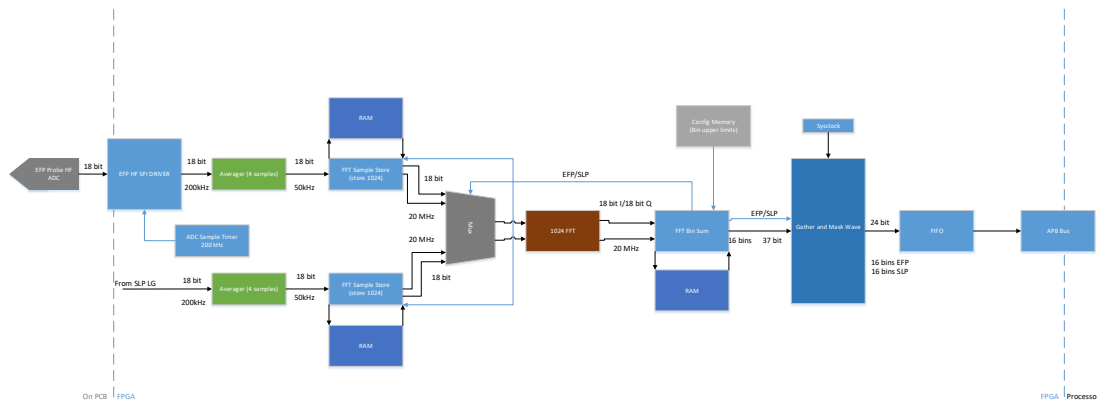 RAM
Config Memory
(Bio upper limits)
Sysclock
EFP Probe HF
ADC
18 bit
EFP HF SPI DRIVER
18 bit
200kHz
Averager (4 samples)
18 bit
50kHz
FFT Sample Store
(store 1024)
18 bit
20 MHz
EFP/SLP
Mux
18 bit I/18 bit Q
1024 FFT
20 MHz
FFT Bin Sum
EFP/SLP
16 bins
37 bit
Gather and Mask Wave
24 bit
16 bins EFP
16 bins SLP
FIFO
APB Bus
ADC Sample Timer
200 kHz
20 MHz
18 bit
From SLP LG
18 bit
200kHz
Averager (4 samples)
18 bit
50kHz
FFT Sample Store
(store 1024)
RAM
RAM
On PCB
FPGA
FPGA
Processo